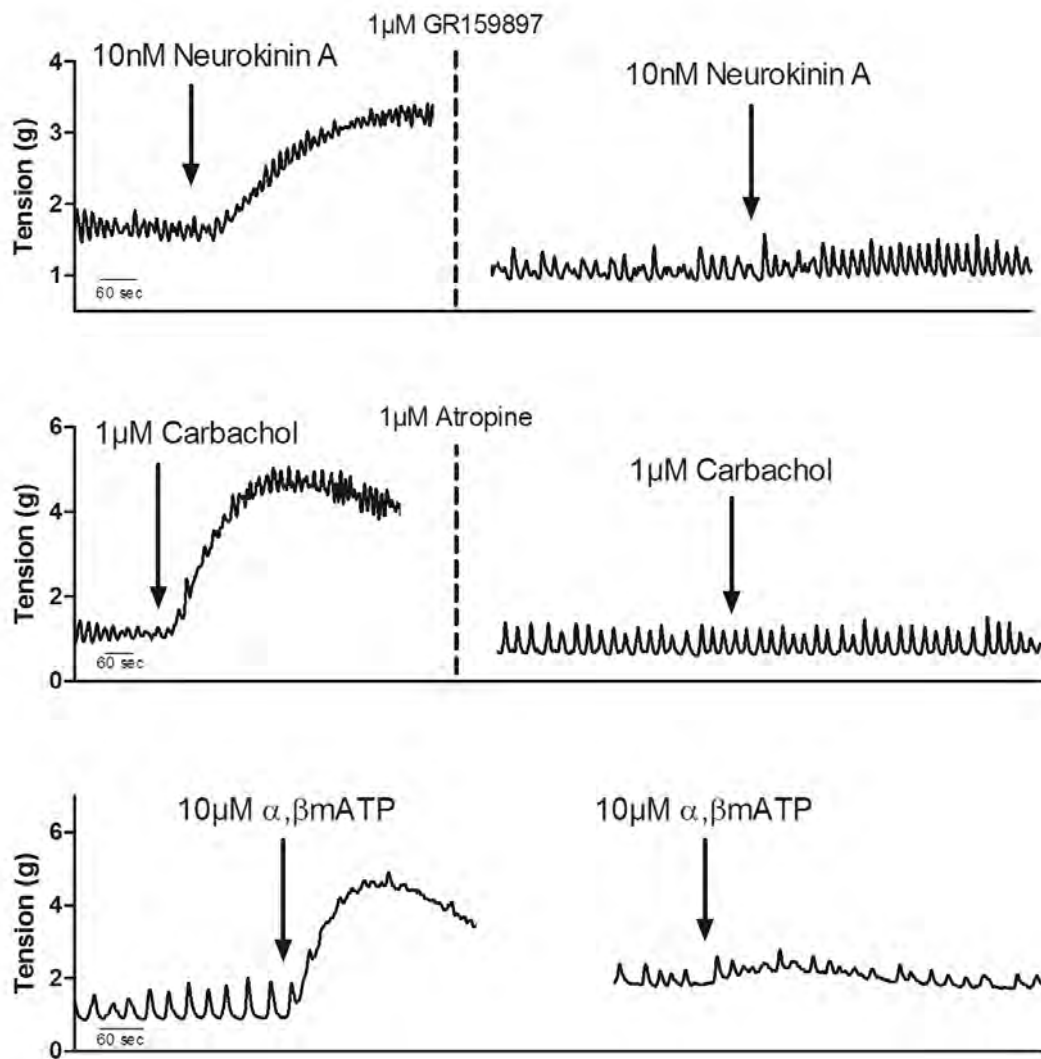 1µM GR159897
10nM Neurokinin A
10nM Neurokinin A
Tension (g)
4
3
2
1
60 sec
1µM Atropine
1µM Carbachol
1µM Carbachol
Tension (g)
6
4
2
0
60 sec
10µM α,βmATP
10µM α,βmATP
Tension (g)
6
4
2
0
60 sec